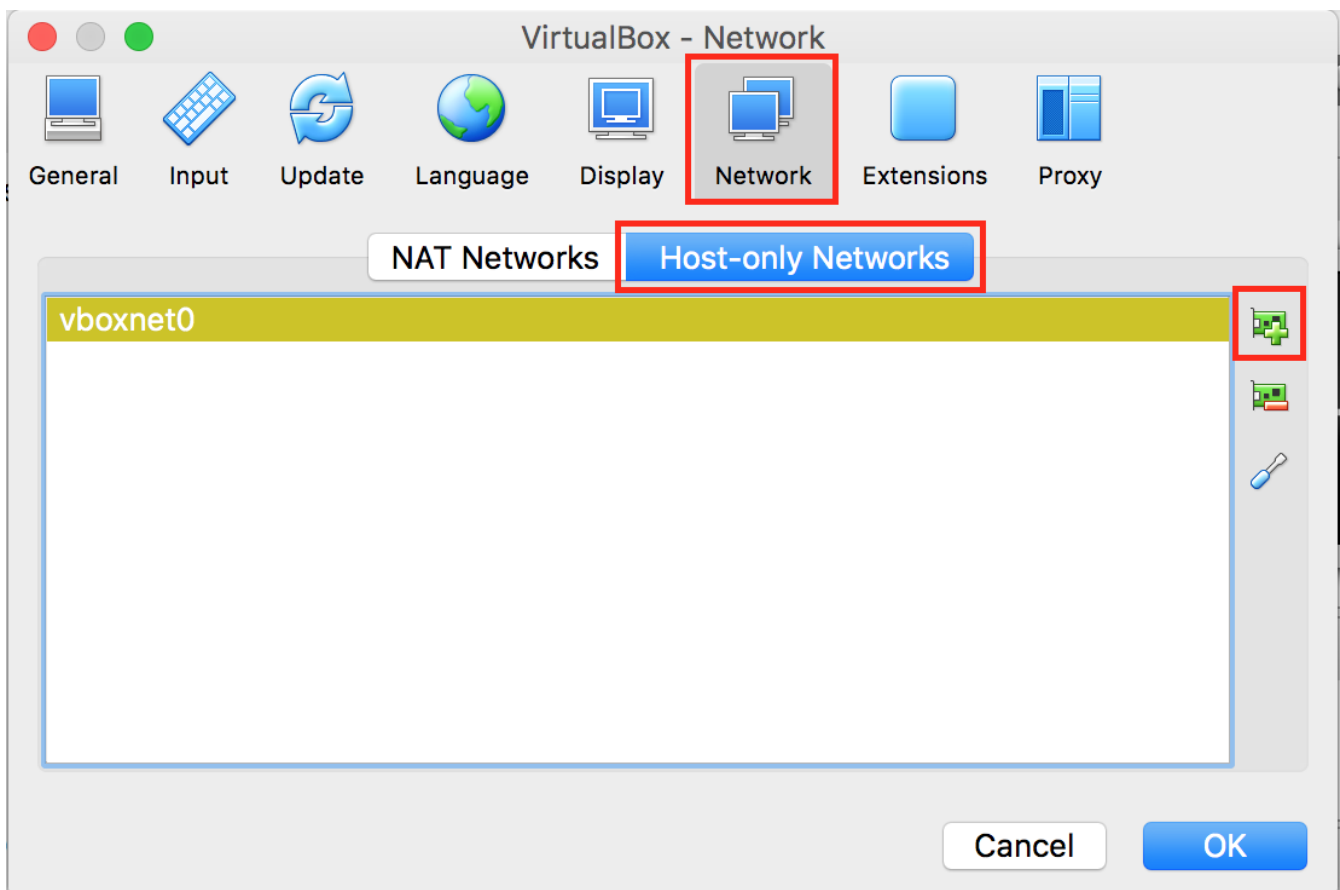 VirtualBox - Network
General Input Update Language Display Network Extensions Proxy
NAT Networks Host-only Networks
vboxnet0
Cancel OK